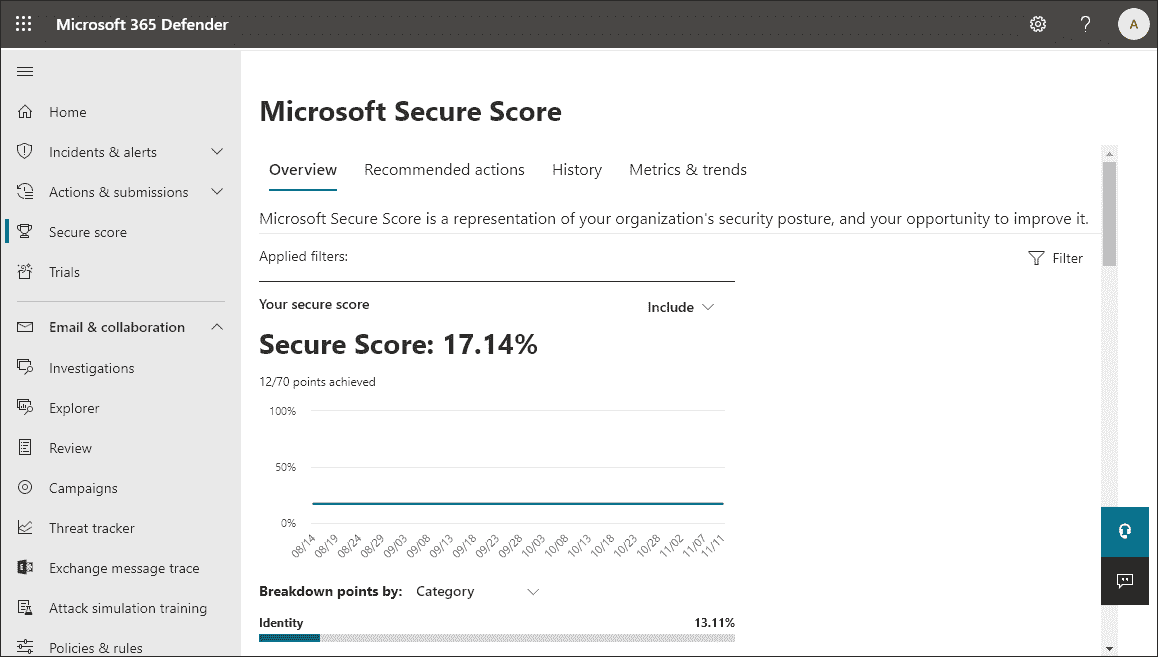 Microsoft 365 Defender
?
A
Home
Incidents & alerts
Actions & submissions
Secure score
Trials
Email & collaboration
Investigations
Explorer
Review
Campaigns
Threat tracker
Exchange message trace
Attack simulation training
Policies & rules
Microsoft Secure Score
Overview Recommended actions History Metrics & trends
Microsoft Secure Score is a representation of your organization's security posture, and your opportunity to improve it.
Applied filters: Filter
Your secure score Include
Secure Score: 17.14%
12/70 points achieved
100%
50%
0%
08/14 08/19 08/24 08/29 09/03 09/08 09/13 09/18 09/23 09/28 10/03 10/08 10/13 10/18 10/23 10/28 11/02 11/07 11/11
Breakdown points by: Category
Identity 13.11%